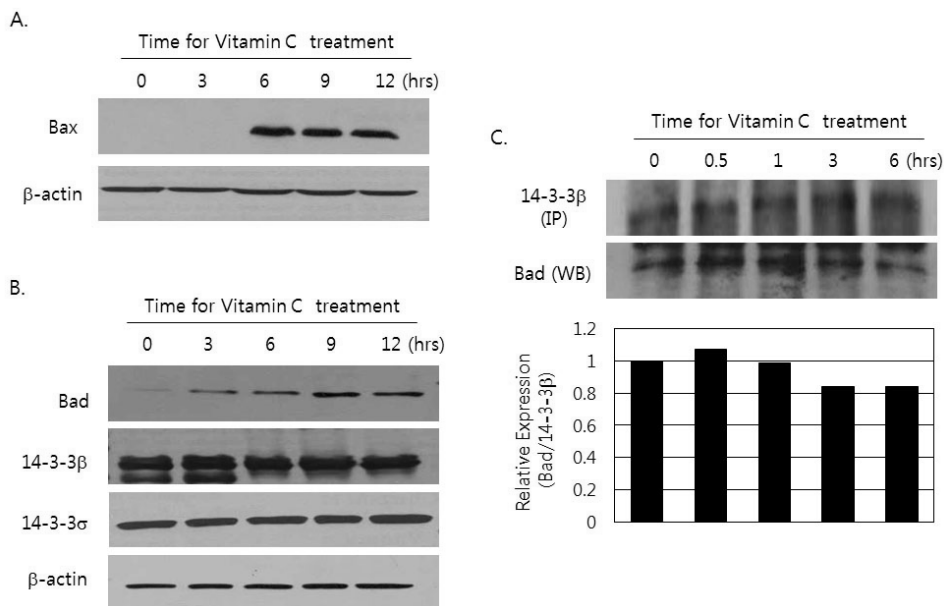 A.
Time for Vitamin C treatment
0 3 6 9 12 (hrs)
Bax
β-actin
B.
Time for Vitamin C treatment
0 3 6 9 12 (hrs)
Bad
14-3-3β
14-3-3σ
β-actin
C.
Time for Vitamin C treatment
0 0.5 1 3 6 (hrs)
14-3-3β
(IP)
Bad (WB)
Relative Expression
(Bad/14-3-3β)
1.2
1
0.8
0.6
0.4
0.2
0